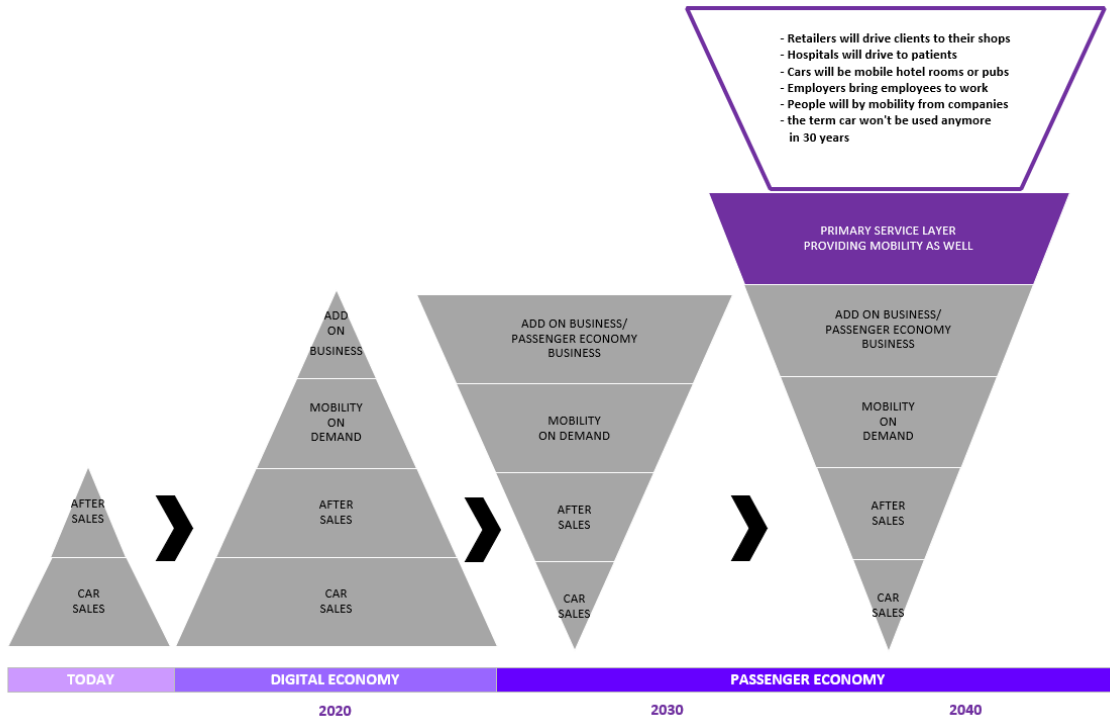 - Retailers will drive clients to their shops
- Hospitals will drive to patients
- Cars will be mobile hotel rooms or pubs
- Employers bring employees to work
- People will by mobility from companies
- the term car won't be used anymore
in 30 years
PRIMARY SERVICE LAYER
PROVIDING MOBILITY AS WELL
ADD
ON
BUSINESS
MOBILITY
ON
DEMAND
AFTER
SALES
CAR
SALES
ADD ON BUSINESS/
PASSENGER ECONOMY
BUSINESS
MOBILITY
ON DEMAND
AFTER
SALES
CAR
SALES
ADD ON BUSINESS/
PASSENGER ECONOMY
BUSINESS
MOBILITY
ON
DEMAND
AFTER
SALES
CAR
SALES
AFTER
SALES
CAR
SALES
TODAY
DIGITAL ECONOMY
PASSENGER ECONOMY
2020
2030
2040